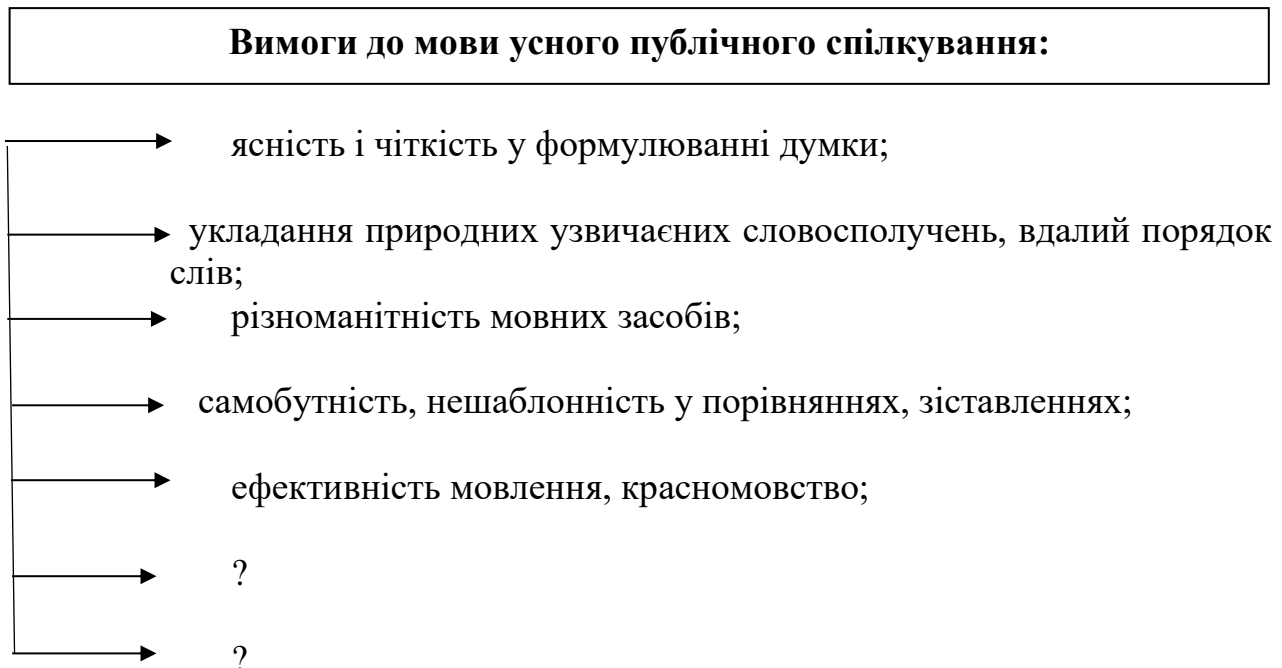 Вимоги до мови усного публічного спілкування:
ясність і чіткість у формулюванні думки;
укладання природних узвичаєних словосполучень, вдалий порядок
слів;
різноманітність мовних засобів;
самобутність, нешаблонність у порівняннях, зіставленнях;
ефективність мовлення, красномовство;
?
?